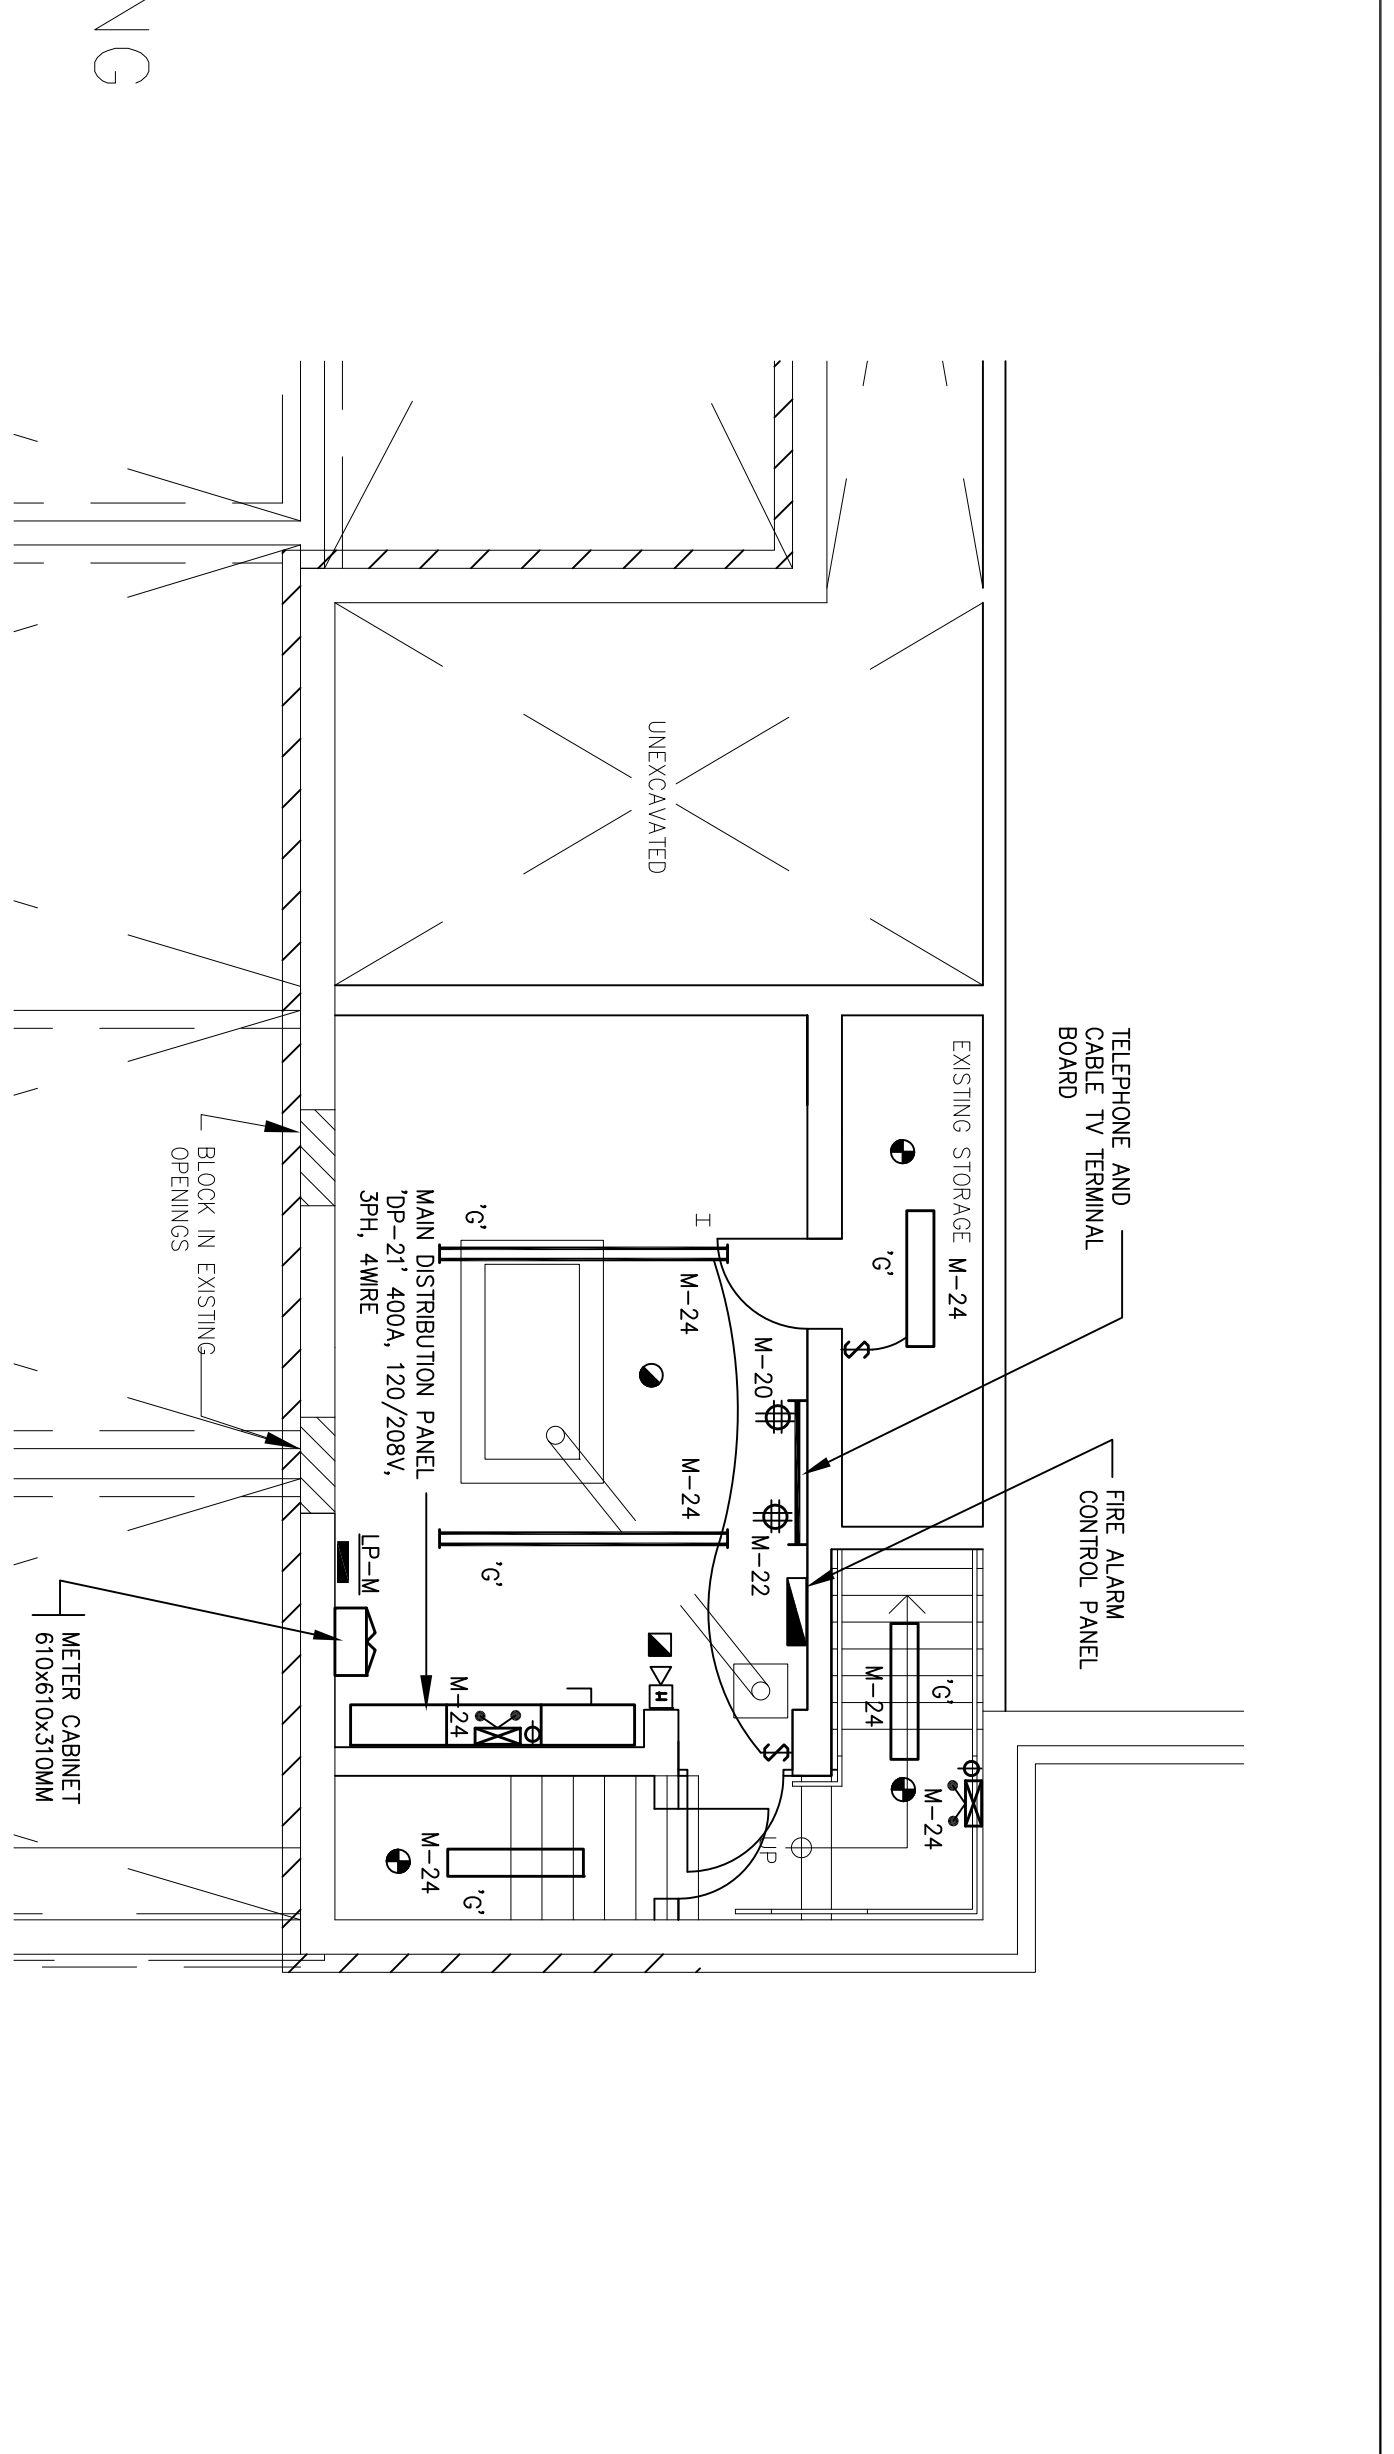 NG
TELEPHONE AND
CABLE TV TERMINAL
BOARD
FIRE ALARM
CONTROL PANEL
EXISTING STORAGE
M-24
'G'
S
UNEXCAVATED
'G'
M-24
M-20
M-24
M-22
'G'
'G'
M-24
M-24
UP
S
H
M-24
MAIN DISTRIBUTION PANEL
'DP-21' 400A, 120/208V,
3PH, 4WIRE
LP-M
M-24
'G'
BLOCK IN EXISTING
OPENINGS
METER CABINET
610x610x310MM